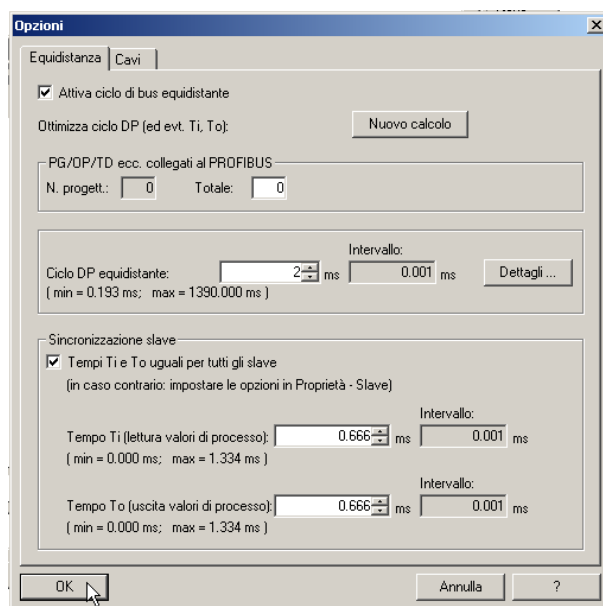 Opzioni
Equidistanza Cavi
Attiva ciclo di bus equidistante
Ottimizza ciclo DP (ed evt. Ti, To): Nuovo calcolo
PG/OP/TD ecc. collegati al PROFIBUS
N. progett.: 0 Totale: 0
Intervallo:
Ciclo DP equidistante: 2 ms 0.001 ms Dettagli ...
( min = 0.193 ms; max = 1390.000 ms )
Sincronizzazione slave
Tempi Ti e To uguali per tutti gli slave
(in caso contrario: impostare le opzioni in Proprietà - Slave)
Intervallo:
Tempo Ti (lettura valori di processo): 0.666 ms 0.001 ms
( min = 0.000 ms; max = 1.334 ms )
Intervallo:
Tempo To (uscita valori di processo): 0.666 ms 0.001 ms
( min = 0.000 ms; max = 1.334 ms )
OK Annulla ?